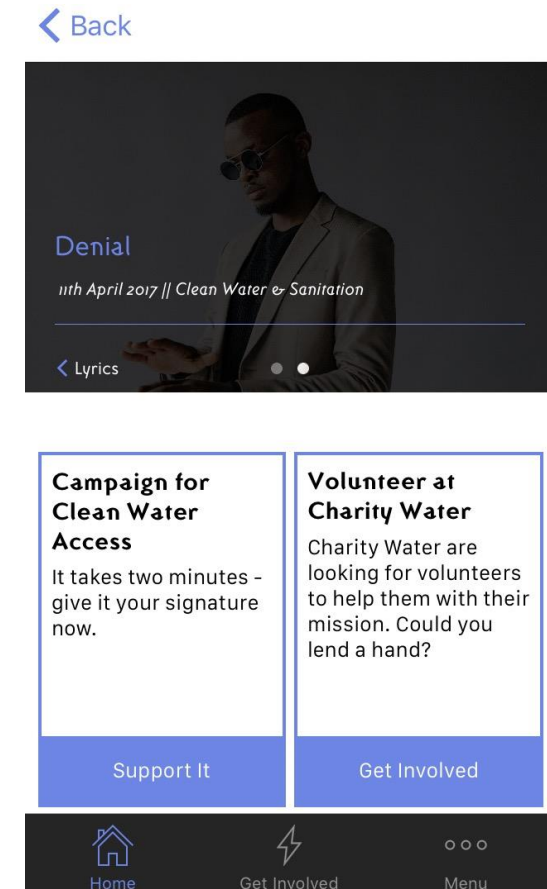 Back
Denial
11th April 2017 || Clean Water & Sanitation
Lyrics
Campaign for
Clean Water
Access
It takes two minutes -
give it your signature
now.
Support It
Volunteer at
Charity Water
Charity Water are
looking for volunteers
to help them with their
mission. Could you
lend a hand?
Get Involved
Home
Get Involved
Menu